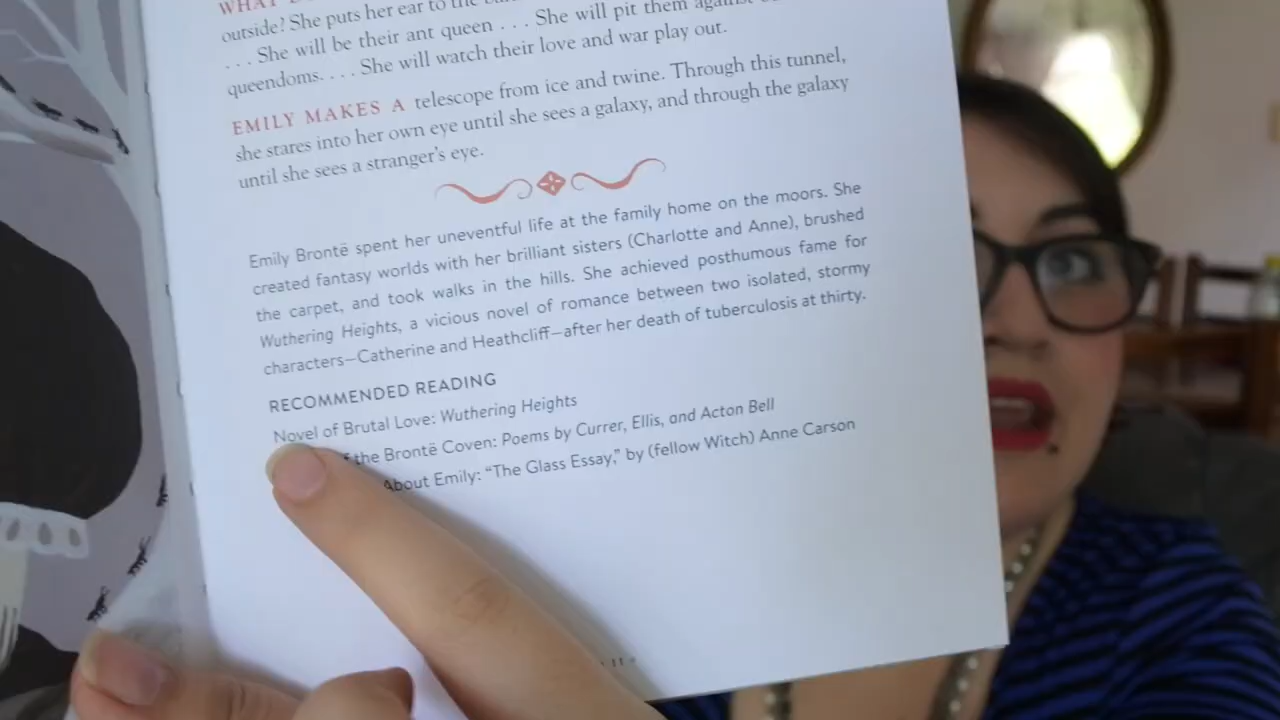 WHAT
outside? She puts her ear to the
. . . She will be their ant queen . . . She will pit them against
queendoms. . . . She will watch their love and war play out.
EMILY MAKES A telescope from ice and twine. Through this tunnel,
she stares into her own eye until she sees a galaxy, and through the galaxy
until she sees a stranger's eye.
Emily Brontë spent her uneventful life at the family home on the moors. She
created fantasy worlds with her brilliant sisters (Charlotte and Anne), brushed
the carpet, and took walks in the hills. She achieved posthumous fame for
Wuthering Heights, a vicious novel of romance between two isolated, stormy
characters—Catherine and Heathcliff—after her death of tuberculosis at thirty.
RECOMMENDED READING
Novel of Brutal Love: Wuthering Heights
the Brontë Coven: Poems by Currer, Ellis, and Acton Bell
About Emily: "The Glass Essay," by (fellow Witch) Anne Carson
11